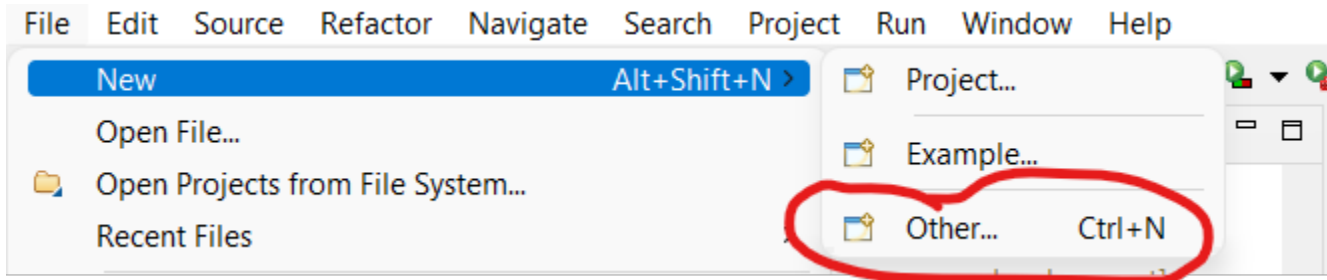 File Edit Source Refactor Navigate Search Project Run Window Help
New Alt+Shift+N
Project...
Open File...
Example...
Open Projects from File System...
Recent Files
Other... Ctrl+N